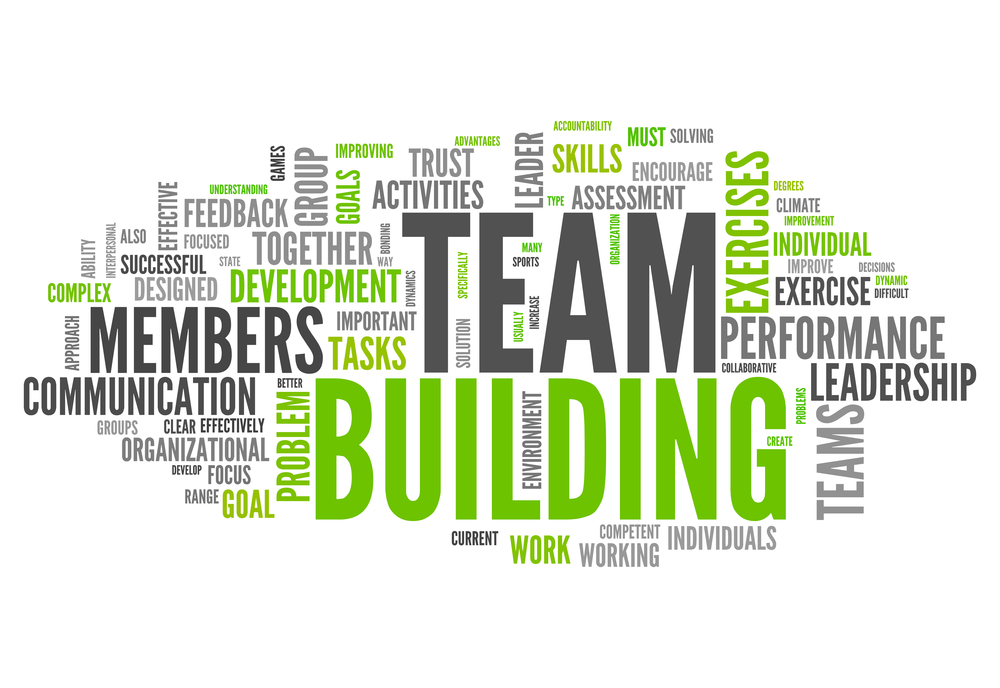 ACCOUNTABILITY
MUST
SOLVING
ADVANTAGES
LEADER
SKILLS
ENCOURAGE
GAMES
GROUP
IMPROVING
TRUST
GOALS
ACTIVITIES
TYPE
ASSESSMENT
EXERCISES
DEGREES
CLIMATE
IMPROVEMENT
UNDERSTANDING
EFFECTIVE
FEEDBACK
INTERPERSONAL
ABILITY
ALSO
FOCUSED
TOGETHER
BONDING
WAY
SUCCESSFUL
STATE
COMPLEX
DESIGNED
DEVELOPMENT
DYNAMICS
TEAM
SPECIFICALLY
MANY
SPORTS
ORGANIZATION
INDIVIDUAL
IMPROVE
DECISIONS
EXERCISE
DYNAMIC
DIFFICULT
APPROACH
MEMBERS
IMPORTANT
TASKS
SOLUTION
USUALLY
INCREASE
PERFORMANCE
COLLABORATIVE
LEADERSHIP
COMMUNICATION
BETTER
PROBLEM
BUILDING
ENVIRONMENT
PROBLEMS
CREATE
TEAMS
GROUPS
CLEAR
EFFECTIVELY
ORGANIZATIONAL
DEVELOP
FOCUS
RANGE
GOAL
CURRENT
WORK
COMPETENT
WORKING
INDIVIDUALS